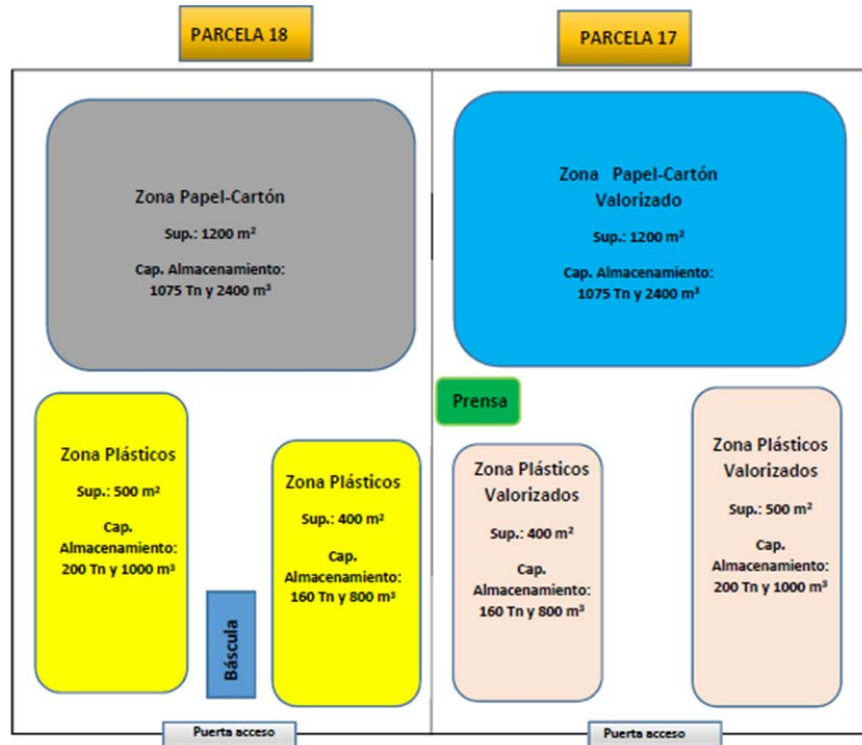 PARCELA 18
PARCELA 17
Zona Papel-Cartón
Sup.: 1200 m²
Cap. Almacenamiento:
1075 Tn y 2400 m³
Zona Papel-Cartón
Valorizado
Sup.: 1200 m²
Cap. Almacenamiento:
1075 Tn y 2400 m³
Prensa
Zona Plásticos
Sup.: 500 m²
Cap.
Almacenamiento:
200 Tn y 1000 m³
Báscula
Zona Plásticos
Sup.: 400 m²
Cap.
Almacenamiento:
160 Tn y 800 m³
Zona Plásticos
Valorizados
Sup.: 400 m²
Cap.
Almacenamiento:
160 Tn y 800 m³
Zona Plásticos
Valorizados
Sup.: 500 m²
Cap.
Almacenamiento:
200 Tn y 1000 m³
Puerta acceso
Puerta acceso